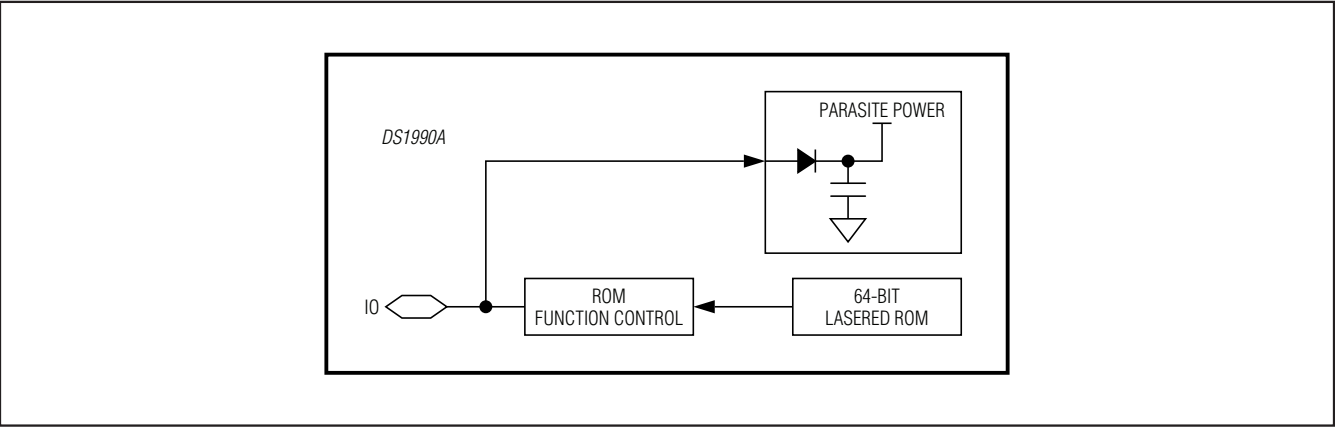 PARASITE POWER
DS1990A
IO
ROM
FUNCTION CONTROL
64-BIT
LASERED ROM